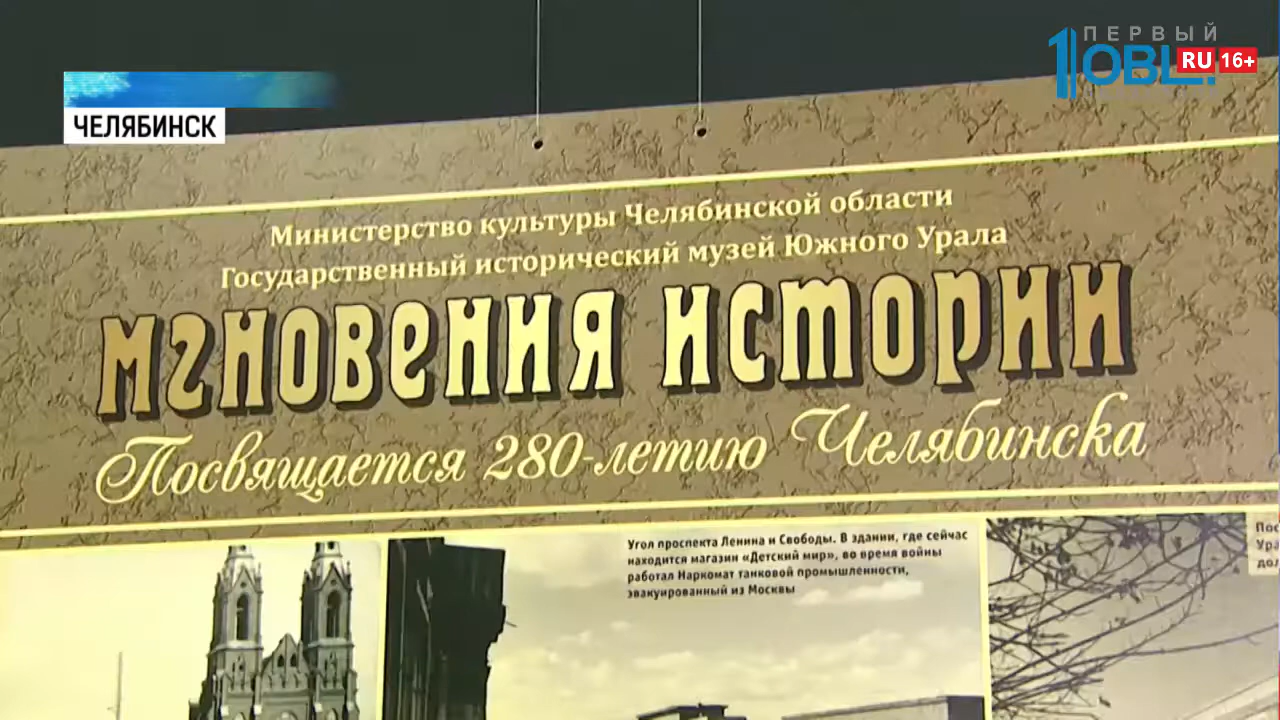 ПЕРВЫЙ
1OBL.RU 16+
ЧЕЛЯБИНСК
Министерство культуры Челябинской области
Государственный исторический музей Южного Урала
мгновения истории
Посвящается 280-летию Челябинска
Угол проспекта Ленина и Свободы. В здании, где сейчас
находится магазин «Детский мир», во время войны
работал Наркомат танковой промышленности,
эвакуированный из Москвы